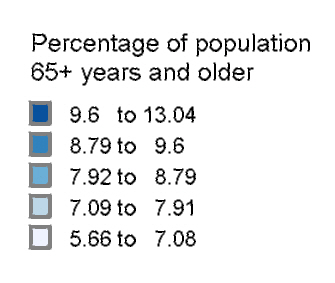 Percentage of population
65+ years and older
9.6 to 13.04
8.79 to 9.6
7.92 to 8.79
7.09 to 7.91
5.66 to 7.08